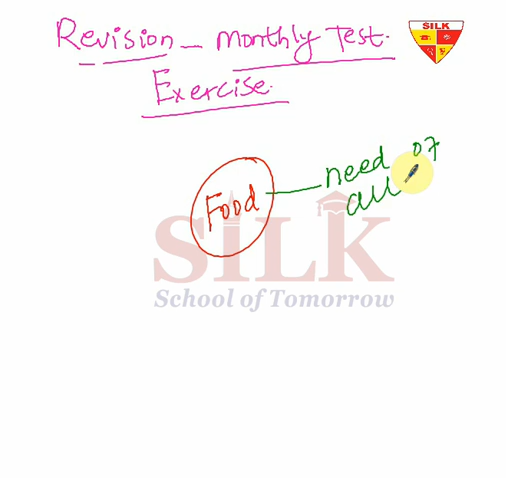 Revision - Monthly Test.
Exercise.
SILK
Food
need of
all
SILK
School of Tomorrow